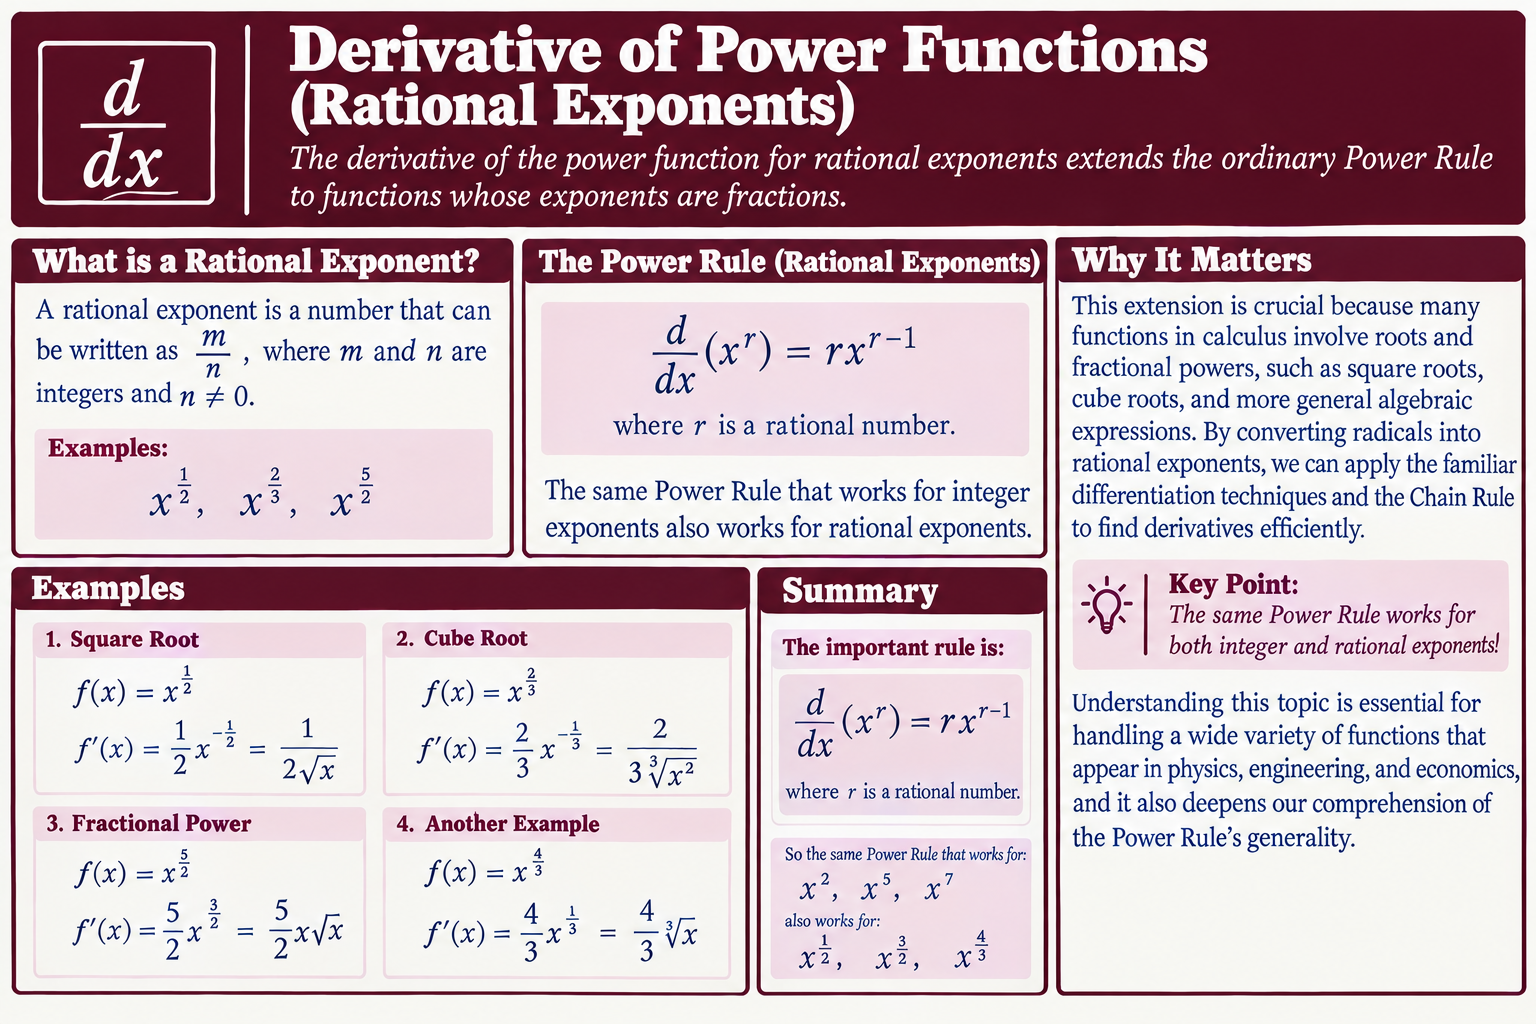 d
dx
Derivative of Power Functions
(Rational Exponents)
The derivative of the power function for rational exponents extends the ordinary Power Rule
to functions whose exponents are fractions.
What is a Rational Exponent?
A rational exponent is a number that can
be written as m/n , where m and n are
integers and n ≠ 0.
Examples:
x^(1/2), x^(2/3), x^(5/2)
The Power Rule (Rational Exponents)
d/dx (x^r) = rx^(r−1)
where r is a rational number.
The same Power Rule that works for integer
exponents also works for rational exponents.
Why It Matters
This extension is crucial because many
functions in calculus involve roots and
fractional powers, such as square roots,
cube roots, and more general algebraic
expressions. By converting radicals into
rational exponents, we can apply the familiar
differentiation techniques and the Chain Rule
to find derivatives efficiently.
Key Point:
The same Power Rule works for
both integer and rational exponents!
Understanding this topic is essential for
handling a wide variety of functions that
appear in physics, engineering, and economics,
and it also deepens our comprehension of
the Power Rule's generality.
Examples
1. Square Root
f(x) = x^(1/2)
f′(x) = 1/2 x^(−1/2) = 1/(2√x)
2. Cube Root
f(x) = x^(2/3)
f′(x) = 2/3 x^(−1/3) = 2/(3 ∛x²)
3. Fractional Power
f(x) = x^(5/2)
f′(x) = 5/2 x^(3/2) = 5/2 x√x
4. Another Example
f(x) = x^(4/3)
f′(x) = 4/3 x^(1/3) = 4/3 ∛x
Summary
The important rule is:
d/dx (x^r) = rx^(r−1)
where r is a rational number.
So the same Power Rule that works for:
x², x⁵, x⁷
also works for:
x^(1/2), x^(3/2), x^(4/3)